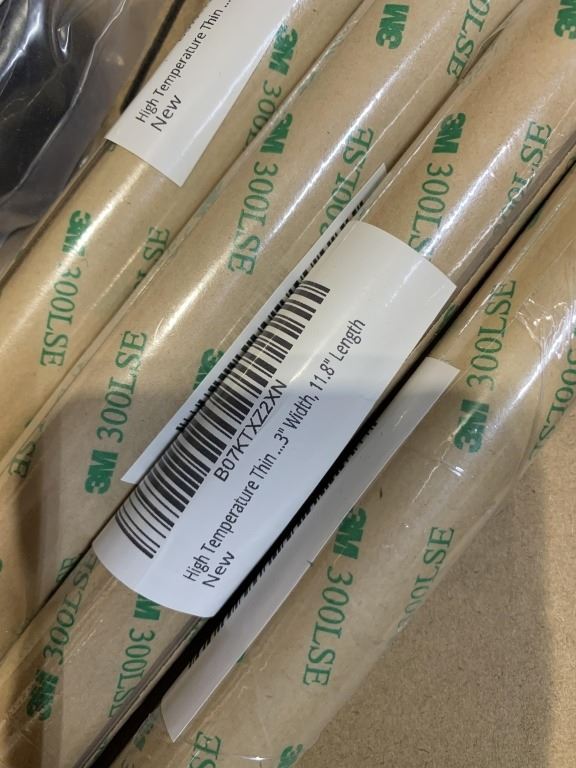 High Temperature Thin ...
New
3M 300LSE
3M 300LSE
3M 300LSE
3M 300LSE
3M 300LSE
3M 300LSE
B07KTXZ2XN
High Temperature Thin ...3" Width, 11.8" Length
New
3M 300LSE
3M 300LSE
3M 300LSE